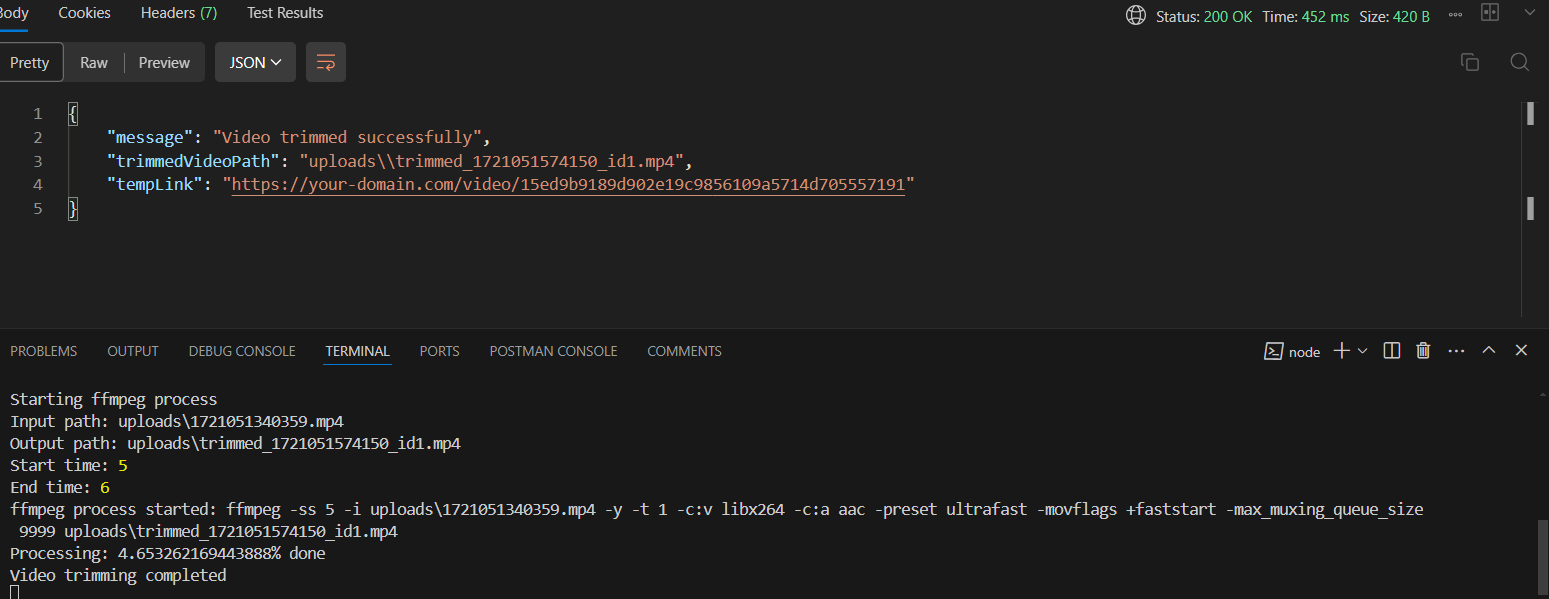 Body Cookies Headers (7) Test Results Status: 200 OK Time: 452 ms Size: 420 B
Pretty Raw Preview JSON
1 {
2 "message": "Video trimmed successfully",
3 "trimmedVideoPath": "uploads\\trimmed_1721051574150_id1.mp4",
4 "tempLink": "https://your-domain.com/video/15ed9b9189d902e19c9856109a5714d705557191"
5 }
PROBLEMS OUTPUT DEBUG CONSOLE TERMINAL PORTS POSTMAN CONSOLE COMMENTS node
Starting ffmpeg process
Input path: uploads\1721051340359.mp4
Output path: uploads\trimmed_1721051574150_id1.mp4
Start time: 5
End time: 6
ffmpeg process started: ffmpeg -ss 5 -i uploads\1721051340359.mp4 -y -t 1 -c:v libx264 -c:a aac -preset ultrafast -movflags +faststart -max_muxing_queue_size
9999 uploads\trimmed_1721051574150_id1.mp4
Processing: 4.653262169443888% done
Video trimming completed